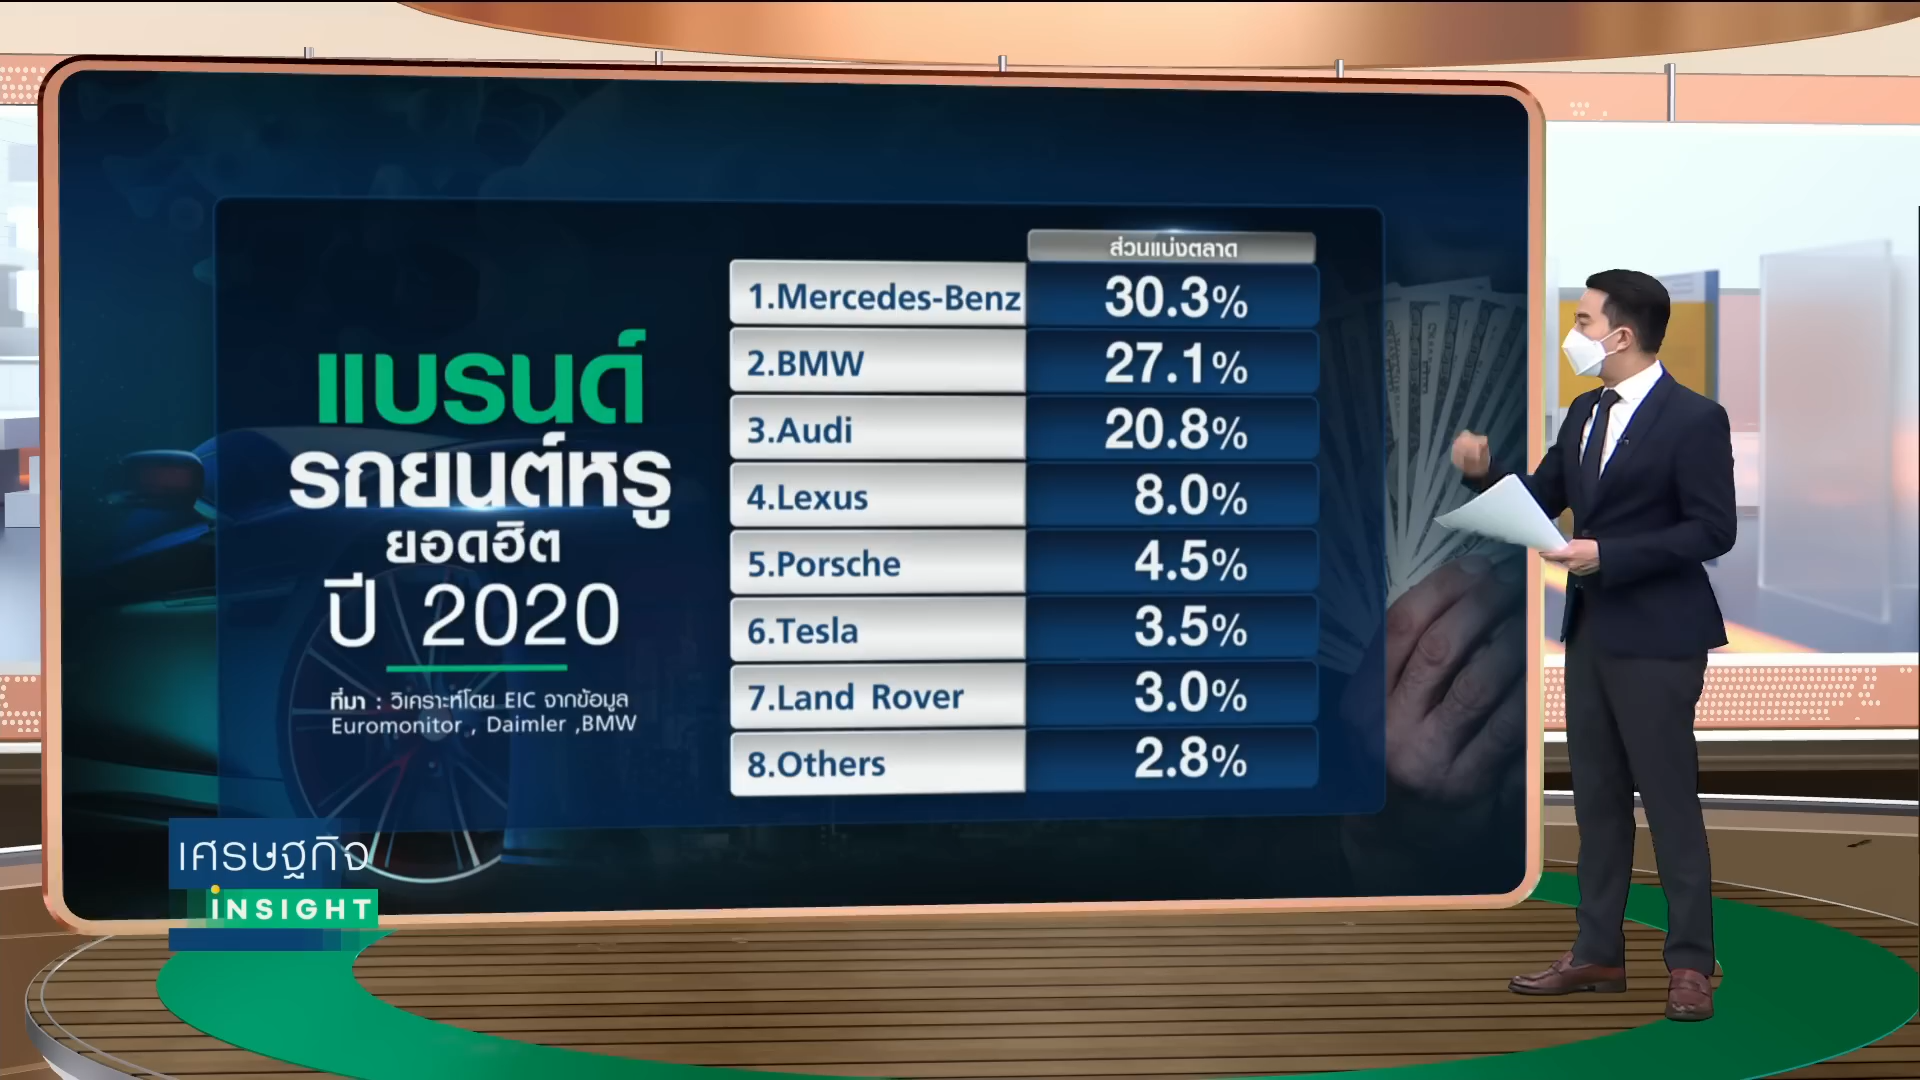 แบรนด์
รถยนต์หรู
ยอดฮิต
ปี 2020
ที่มา : วิเคราะห์โดย EIC จากข้อมูล
Euromonitor , Daimler ,BMW
ส่วนแบ่งตลาด
1.Mercedes-Benz 30.3%
2.BMW 27.1%
3.Audi 20.8%
4.Lexus 8.0%
5.Porsche 4.5%
6.Tesla 3.5%
7.Land Rover 3.0%
8.Others 2.8%
เศรษฐกิจ
iNSIGHT